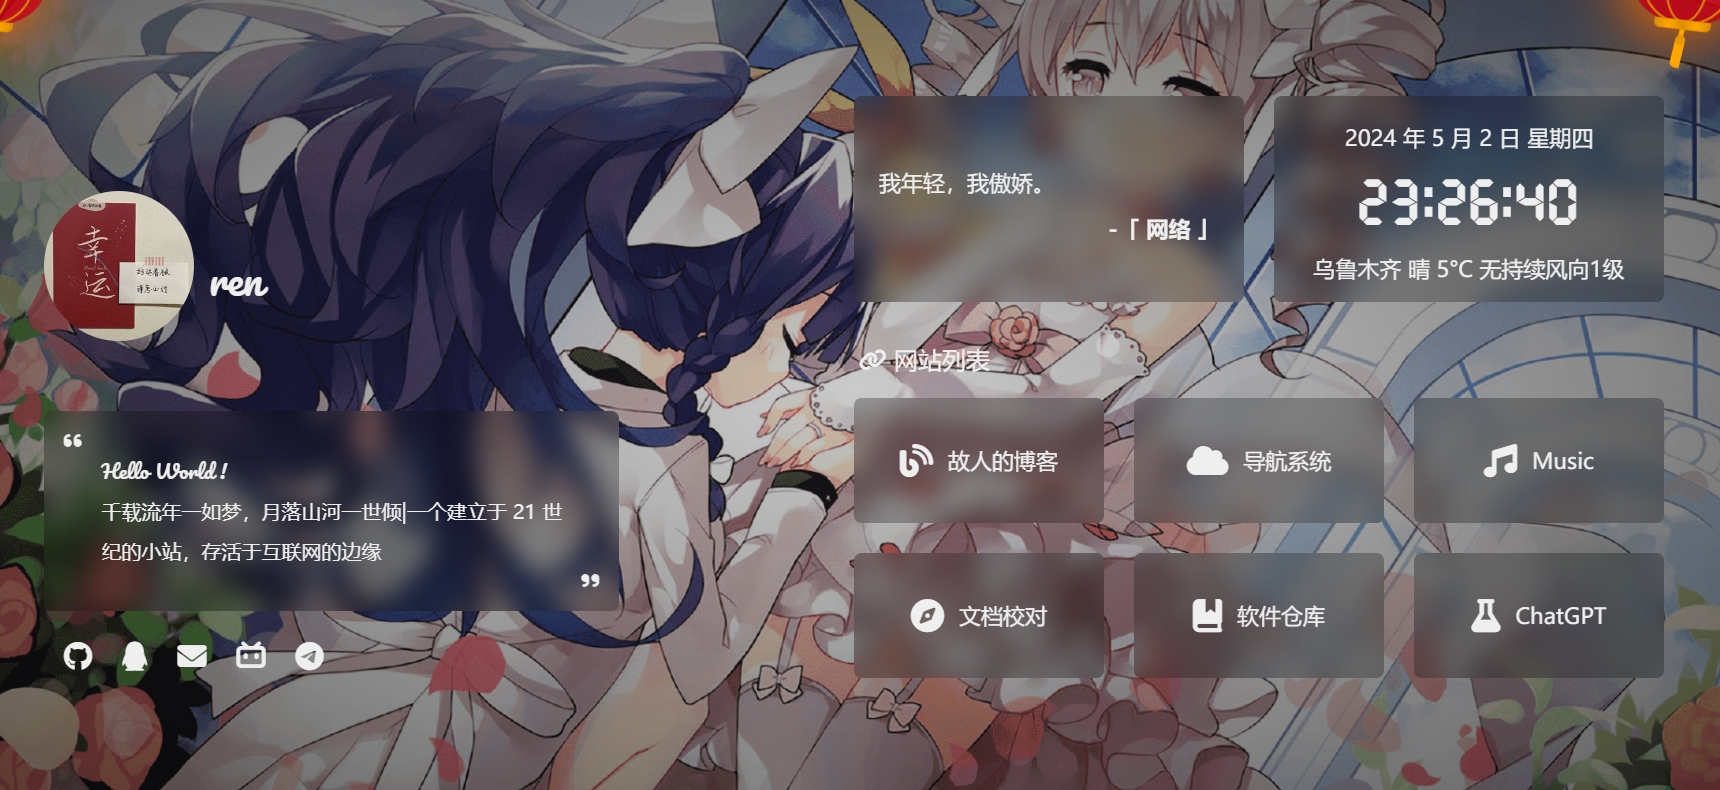 幸
运
ren
Hello World !
千载流年一如梦，月落山河一世倾|一个建立于 21 世
纪的小站，存活于互联网的边缘
我年轻，我傲娇。
-「 网络 」
2024 年 5 月 2 日 星期四
23:26:40
乌鲁木齐 晴 5°C 无持续风向1级
网站列表
故人的博客
导航系统
Music
文档校对
软件仓库
ChatGPT